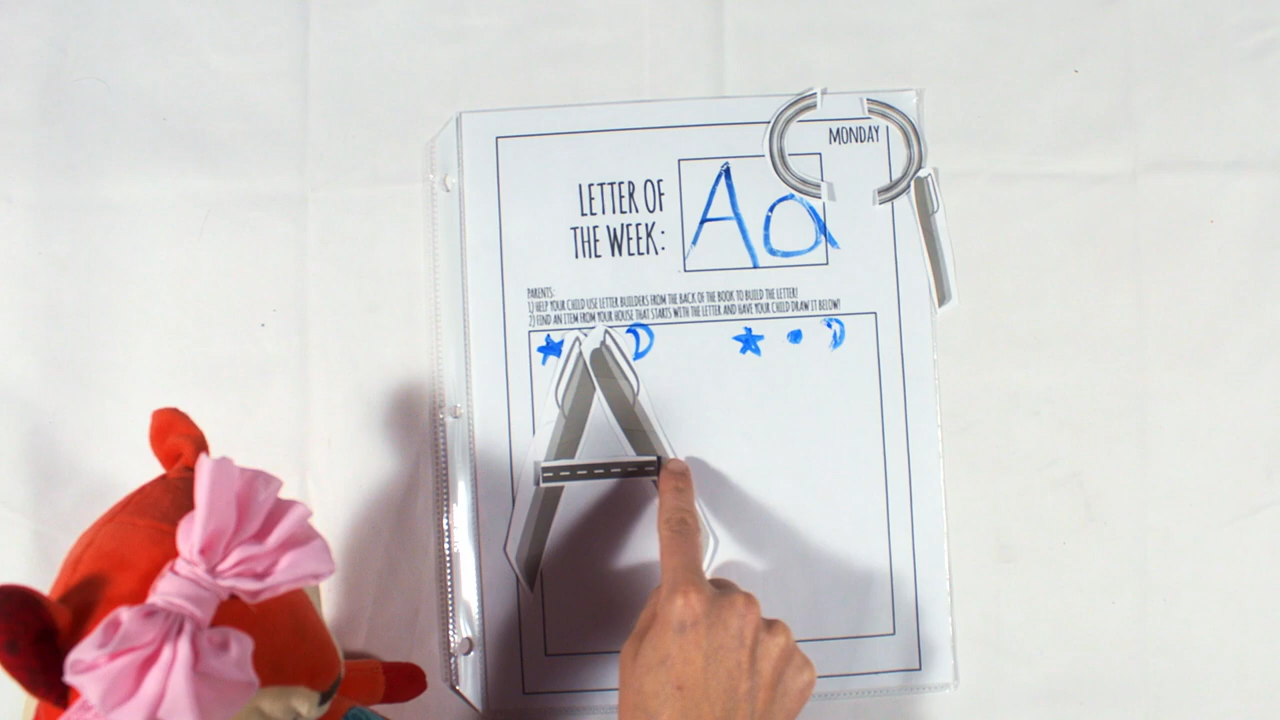 MONDAY
LETTER OF
THE WEEK:
Aa
PARENTS:
1) HELP YOUR CHILD USE LETTER BUILDERS FROM THE BACK OF THE BOOK TO BUILD THE LETTER!
2) FIND AN ITEM FROM YOUR HOUSE THAT STARTS WITH THE LETTER AND HAVE YOUR CHILD DRAW IT BELOW!
A